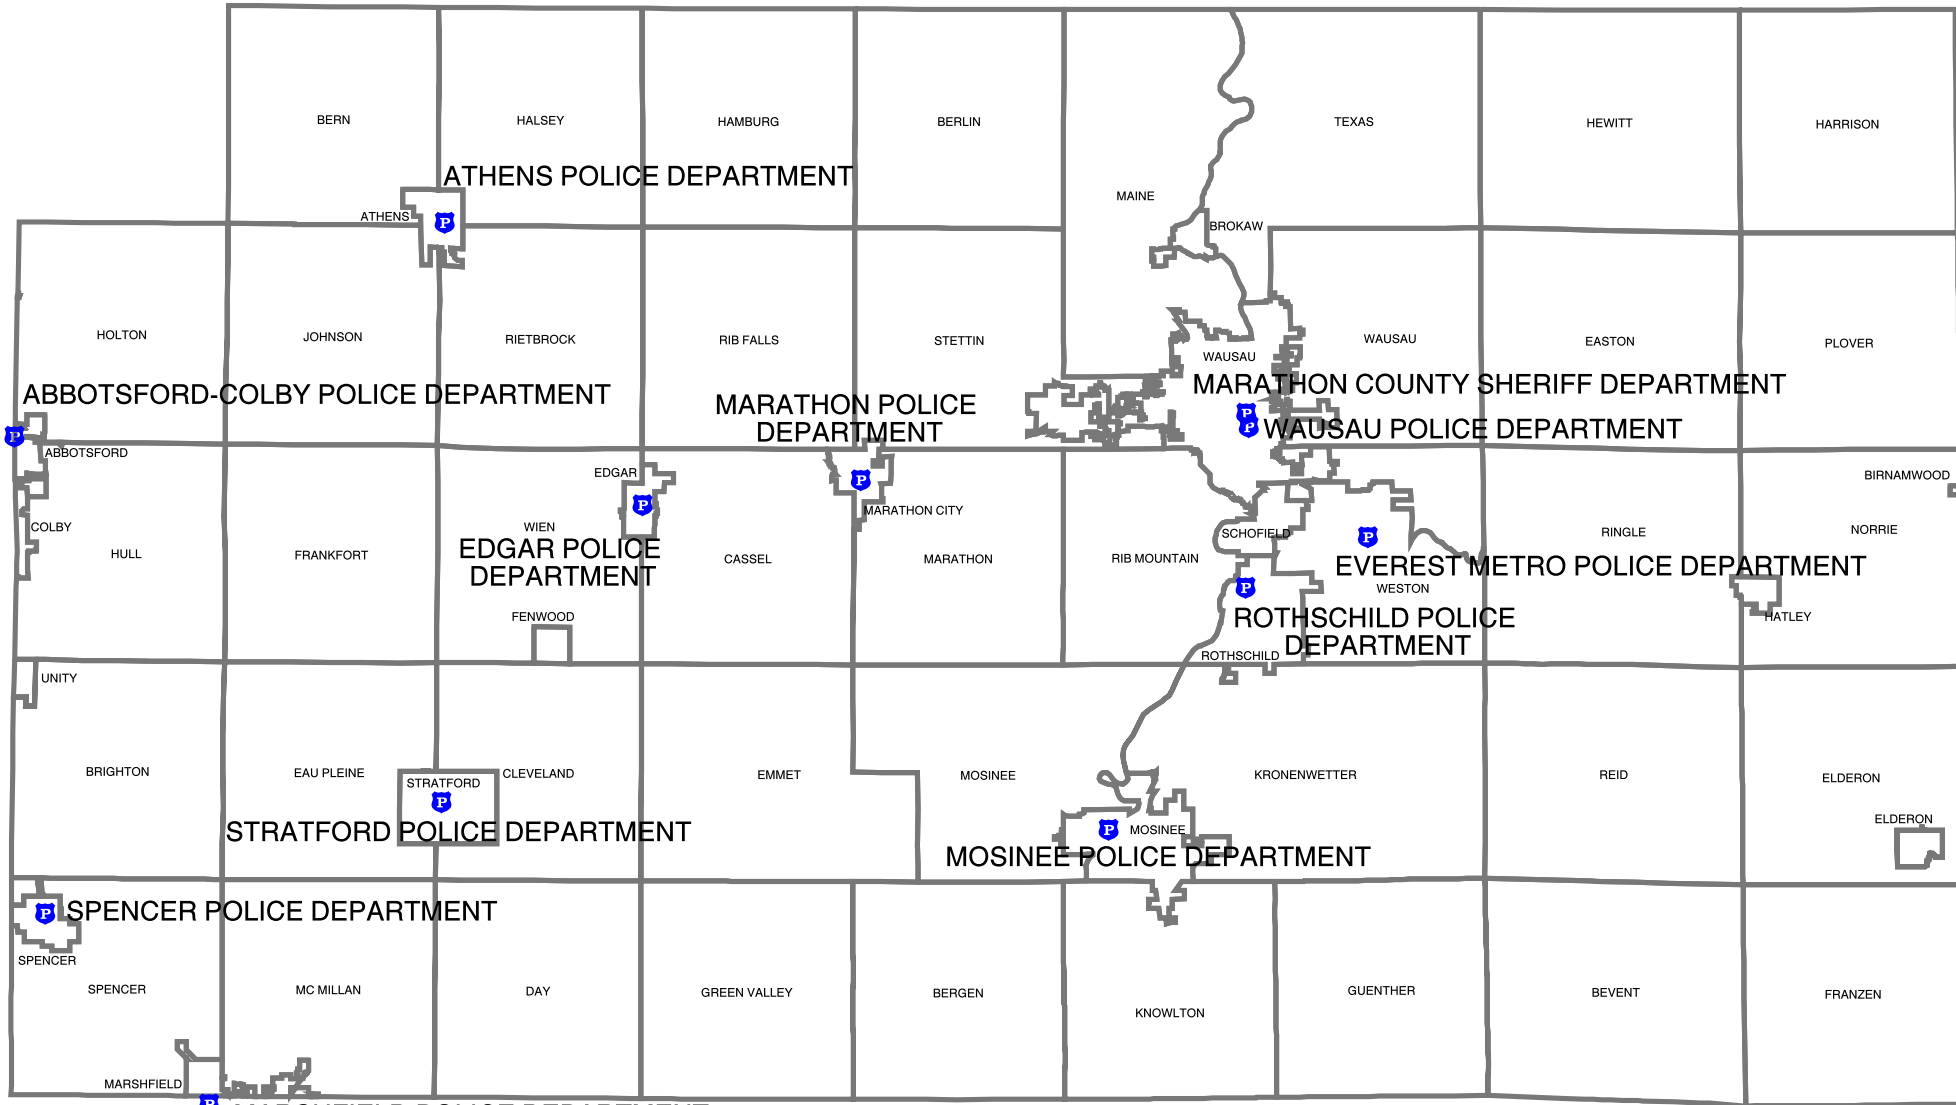 BERN
HALSEY
HAMBURG
BERLIN
TEXAS
HEWITT
HARRISON
ATHENS POLICE DEPARTMENT
MAINE
ATHENS
P
BROKAW
HOLTON
JOHNSON
RIETBROCK
RIB FALLS
STETTIN
WAUSAU
WAUSAU
EASTON
PLOVER
ABBOTSFORD-COLBY POLICE DEPARTMENT
MARATHON COUNTY SHERIFF DEPARTMENT
MARATHON POLICE
DEPARTMENT
P
P
P
WAUSAU POLICE DEPARTMENT
ABBOTSFORD
EDGAR
P
BIRNAMWOOD
P
MARATHON CITY
COLBY
WIEN
SCHOFIELD
P
RINGLE
NORRIE
HULL
FRANKFORT
EDGAR POLICE
DEPARTMENT
CASSEL
MARATHON
RIB MOUNTAIN
EVEREST METRO POLICE DEPARTMENT
P
WESTON
FENWOOD
ROTHSCHILD POLICE
DEPARTMENT
HATLEY
ROTHSCHILD
UNITY
BRIGHTON
EAU PLEINE
STRATFORD
CLEVELAND
EMMET
MOSINEE
KRONENWETTER
REID
ELDERON
P
ELDERON
STRATFORD POLICE DEPARTMENT
P
MOSINEE
MOSINEE POLICE DEPARTMENT
P
SPENCER POLICE DEPARTMENT
SPENCER
SPENCER
MC MILLAN
DAY
GREEN VALLEY
BERGEN
KNOWLTON
GUENTHER
BEVENT
FRANZEN
MARSHFIELD
P
MARSHFIELD POLICE DEPARTMENT